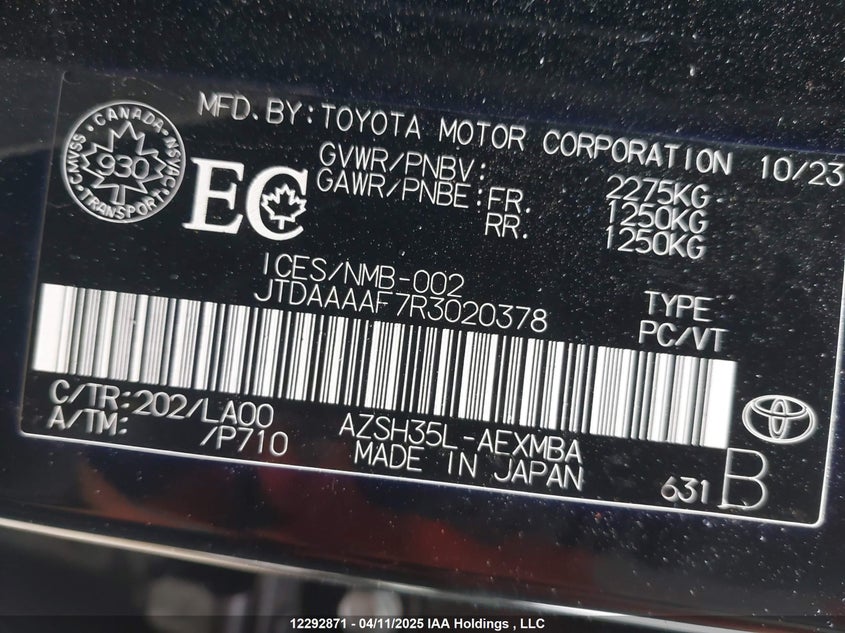 MFD.BY:TOYOTA MOTOR CORPORATION 10/23
CANADA
NSVAC
TRANSPORT
CMVSS
930
T
EC
GVWR/PNBV: 2275KG
GAWR/PNBE: FR. 1250KG
RR. 1250KG
ICES/NMB-002
JTDAAAAF7R3020378
TYPE
PC/VT
C/TR:202/LA00
A/TM: /P710
AZSH35L-AEXMBA
MADE IN JAPAN
631 B
12292871 - 04/11/2025 IAA Holdings , LLC